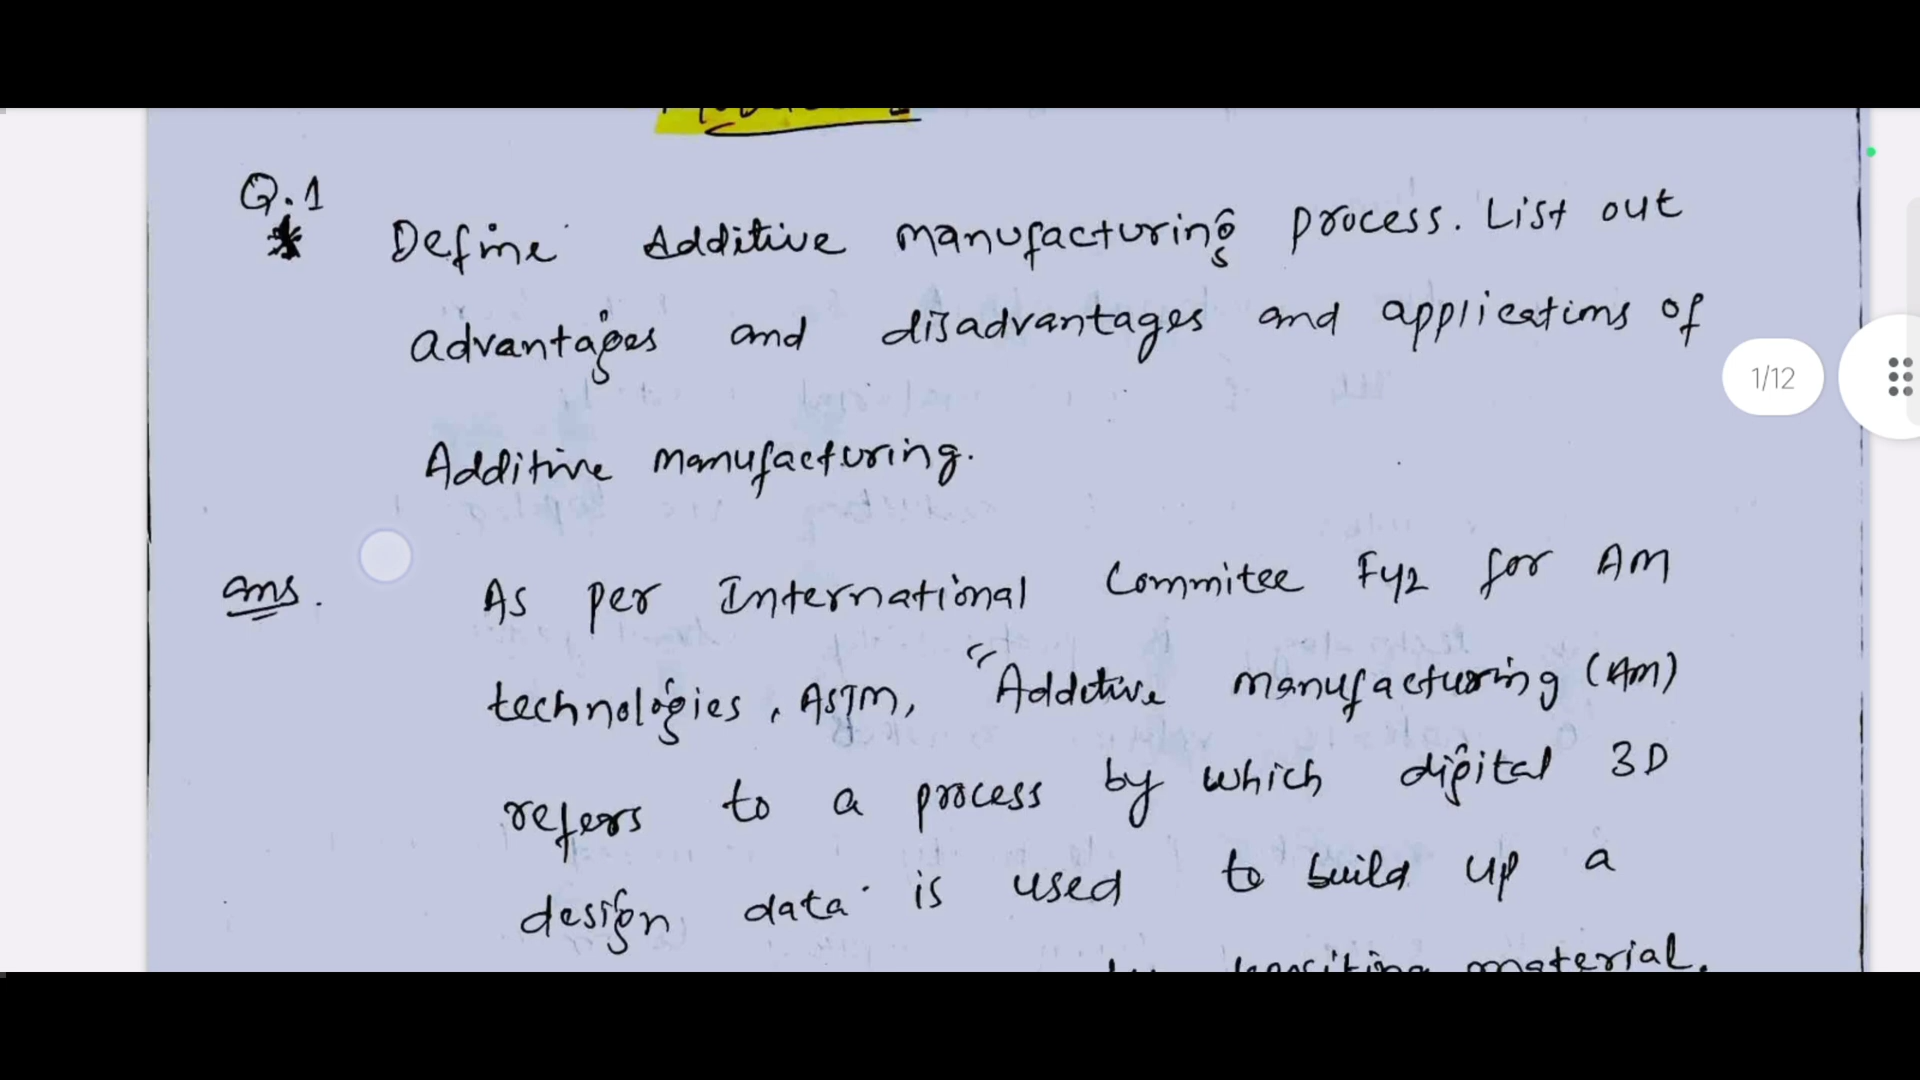 Q.1
Define Additive manufacturing process. List out
advantages and disadvantages and applications of
Additive manufacturing.
1/12
ans. As per International Commitee F42 for AM
technologies, ASTM, "Additive manufacturing (AM)
refers to a process by which digital 3D
design data is used to build up a
depositing material.